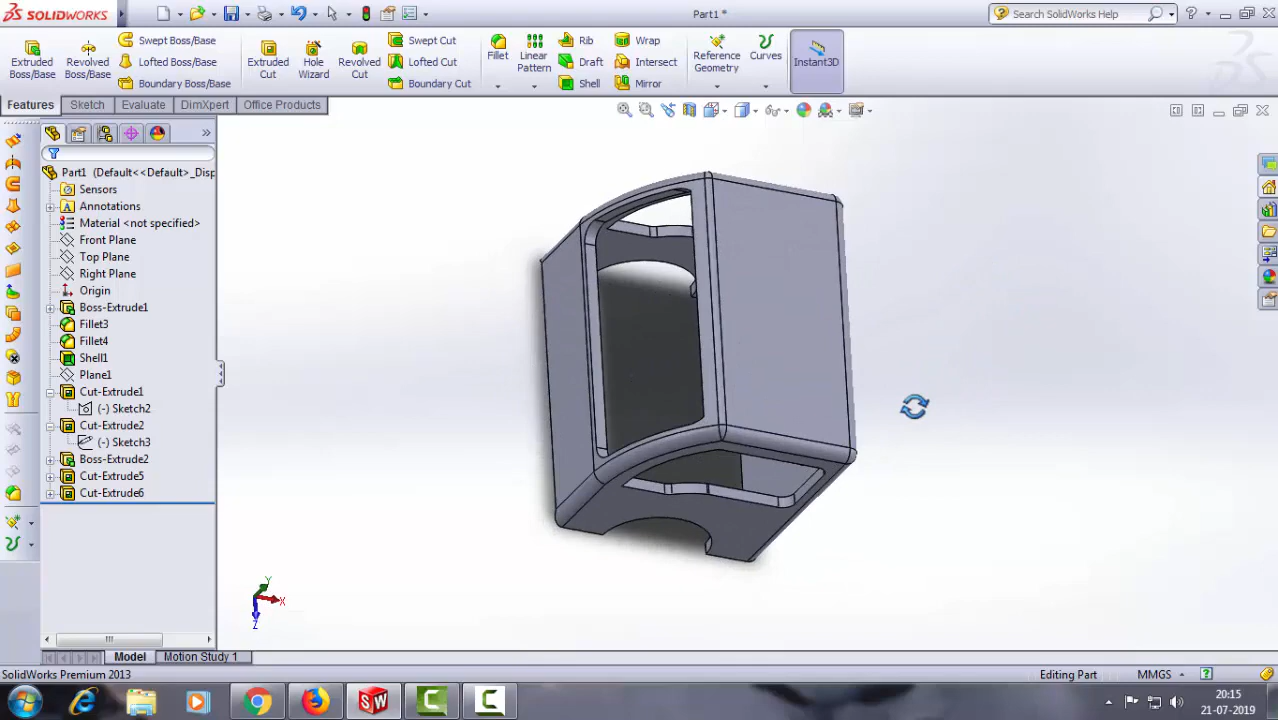 SOLIDWORKS
Part1 *
Search SolidWorks Help
Extruded Boss/Base
Revolved Boss/Base
Swept Boss/Base
Lofted Boss/Base
Boundary Boss/Base
Extruded Cut
Hole Wizard
Revolved Cut
Swept Cut
Lofted Cut
Boundary Cut
Fillet
Linear Pattern
Rib
Draft
Shell
Wrap
Intersect
Mirror
Reference Geometry
Curves
Instant3D
Features
Sketch
Evaluate
DimXpert
Office Products
Part1 (Default<<Default>_Disp
Sensors
Annotations
Material <not specified>
Front Plane
Top Plane
Right Plane
Origin
Boss-Extrude1
Fillet3
Fillet4
Shell1
Plane1
Cut-Extrude1
(-) Sketch2
Cut-Extrude2
(-) Sketch3
Boss-Extrude2
Cut-Extrude5
Cut-Extrude6
Y
X
Z
Model
Motion Study 1
SolidWorks Premium 2013
Editing Part
MMGS
20:15
21-07-2019